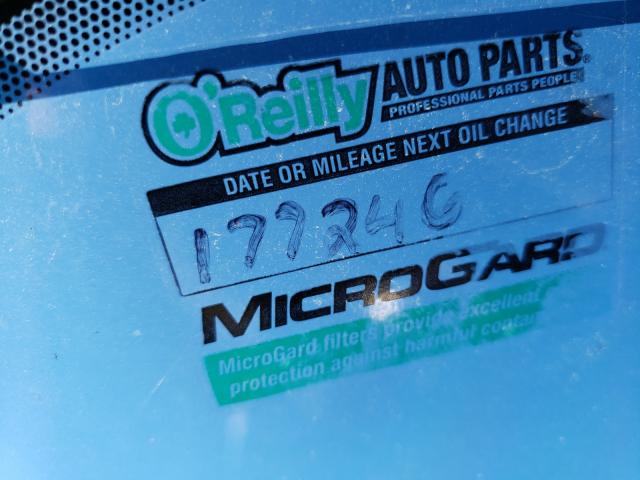 O'Reilly AUTO PARTS®
PROFESSIONAL PARTS PEOPLE
DATE OR MILEAGE NEXT OIL CHANGE
177246
MICROGARD
MicroGard filters provide excellent
protection against harmful